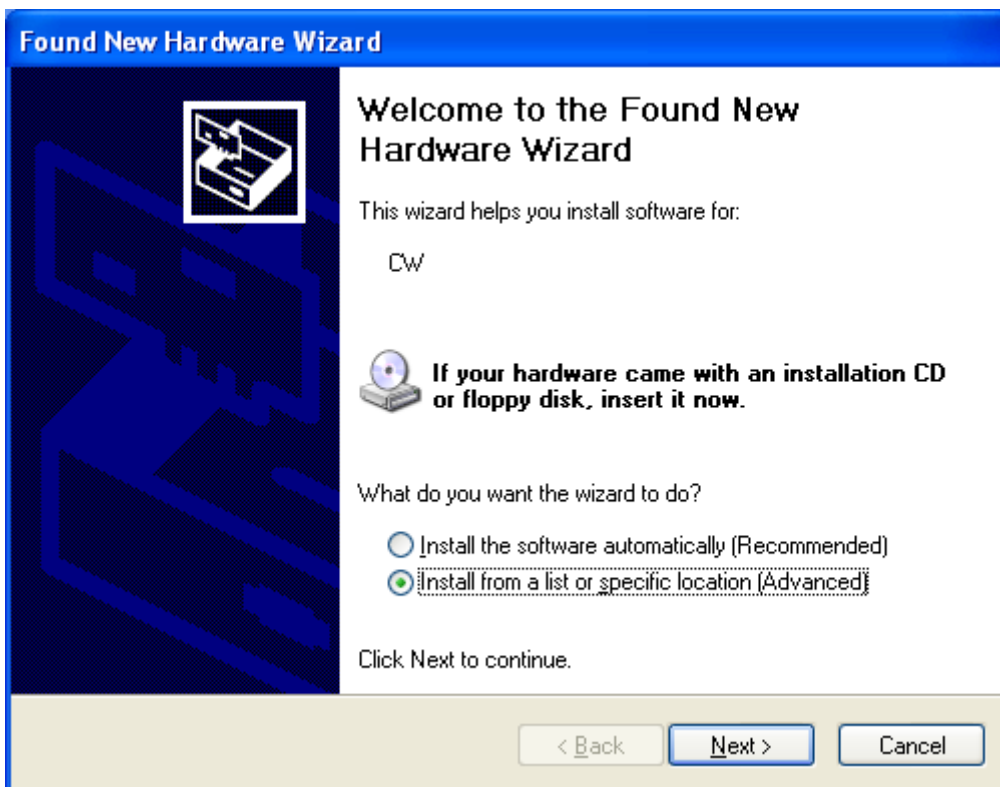 Found New Hardware Wizard
Welcome to the Found New
Hardware Wizard
This wizard helps you install software for:
CW
If your hardware came with an installation CD
or floppy disk, insert it now.
What do you want the wizard to do?
Install the software automatically (Recommended)
Install from a list or specific location (Advanced)
Click Next to continue.
< Back Next > Cancel